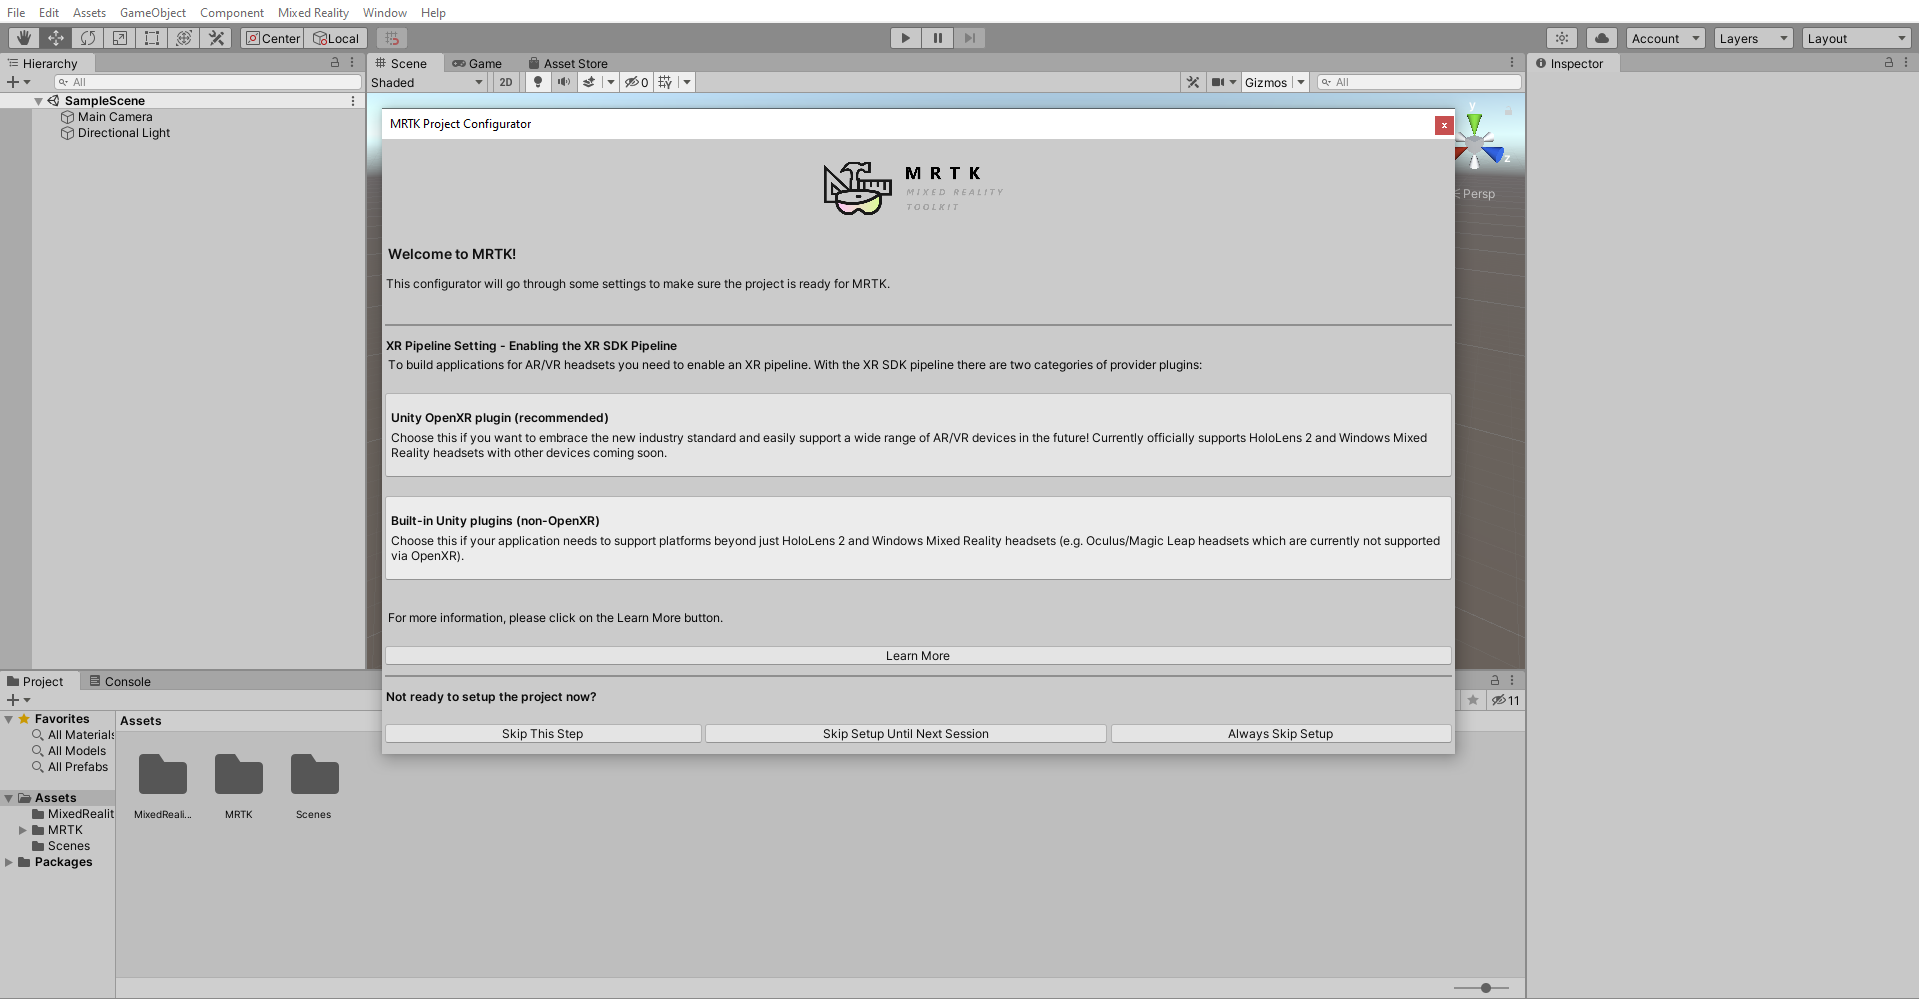 File Edit Assets GameObject Component Mixed Reality Window Help
Center Local Account Layers Layout
Hierarchy
All
SampleScene
Main Camera
Directional Light
Scene Game Asset Store
Shaded 2D 0 Gizmos All
y
z
Persp
Inspector
MRTK Project Configurator
x
MRTK
MIXED REALITY
TOOLKIT
Welcome to MRTK!
This configurator will go through some settings to make sure the project is ready for MRTK.
XR Pipeline Setting - Enabling the XR SDK Pipeline
To build applications for AR/VR headsets you need to enable an XR pipeline. With the XR SDK pipeline there are two categories of provider plugins:
Unity OpenXR plugin (recommended)
Choose this if you want to embrace the new industry standard and easily support a wide range of AR/VR devices in the future! Currently officially supports HoloLens 2 and Windows Mixed
Reality headsets with other devices coming soon.
Built-in Unity plugins (non-OpenXR)
Choose this if your application needs to support platforms beyond just HoloLens 2 and Windows Mixed Reality headsets (e.g. Oculus/Magic Leap headsets which are currently not supported
via OpenXR).
For more information, please click on the Learn More button.
Learn More
Not ready to setup the project now?
Skip This Step Skip Setup Until Next Session Always Skip Setup
Project Console
11
Favorites
All Materials
All Models
All Prefabs
Assets
MixedRealit
MRTK
Scenes
Packages
Assets
MixedReali... MRTK Scenes